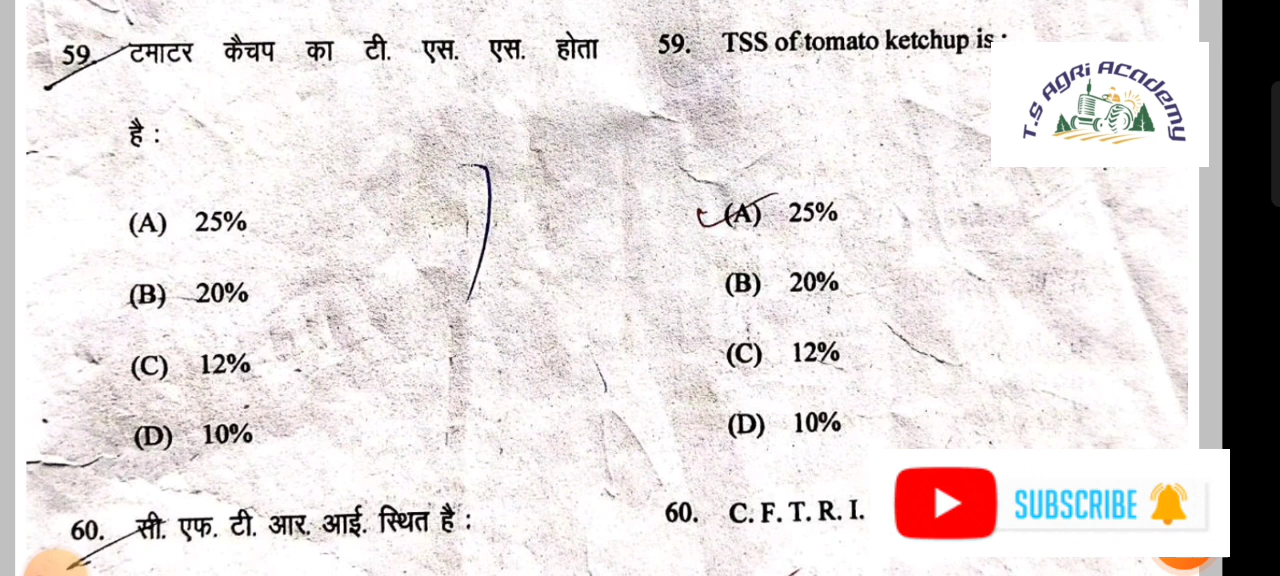 59. टमाटर कैचप का टी. एस. एस. होता
है :
(A) 25%
(B) 20%
(C) 12%
(D) 10%
60. सी. एफ. टी. आर. आई. स्थित है :
59. TSS of tomato ketchup is :
(A) 25%
(B) 20%
(C) 12%
(D) 10%
60. C. F. T. R. I.
T.S AGRi ACademy
SUBSCRIBE